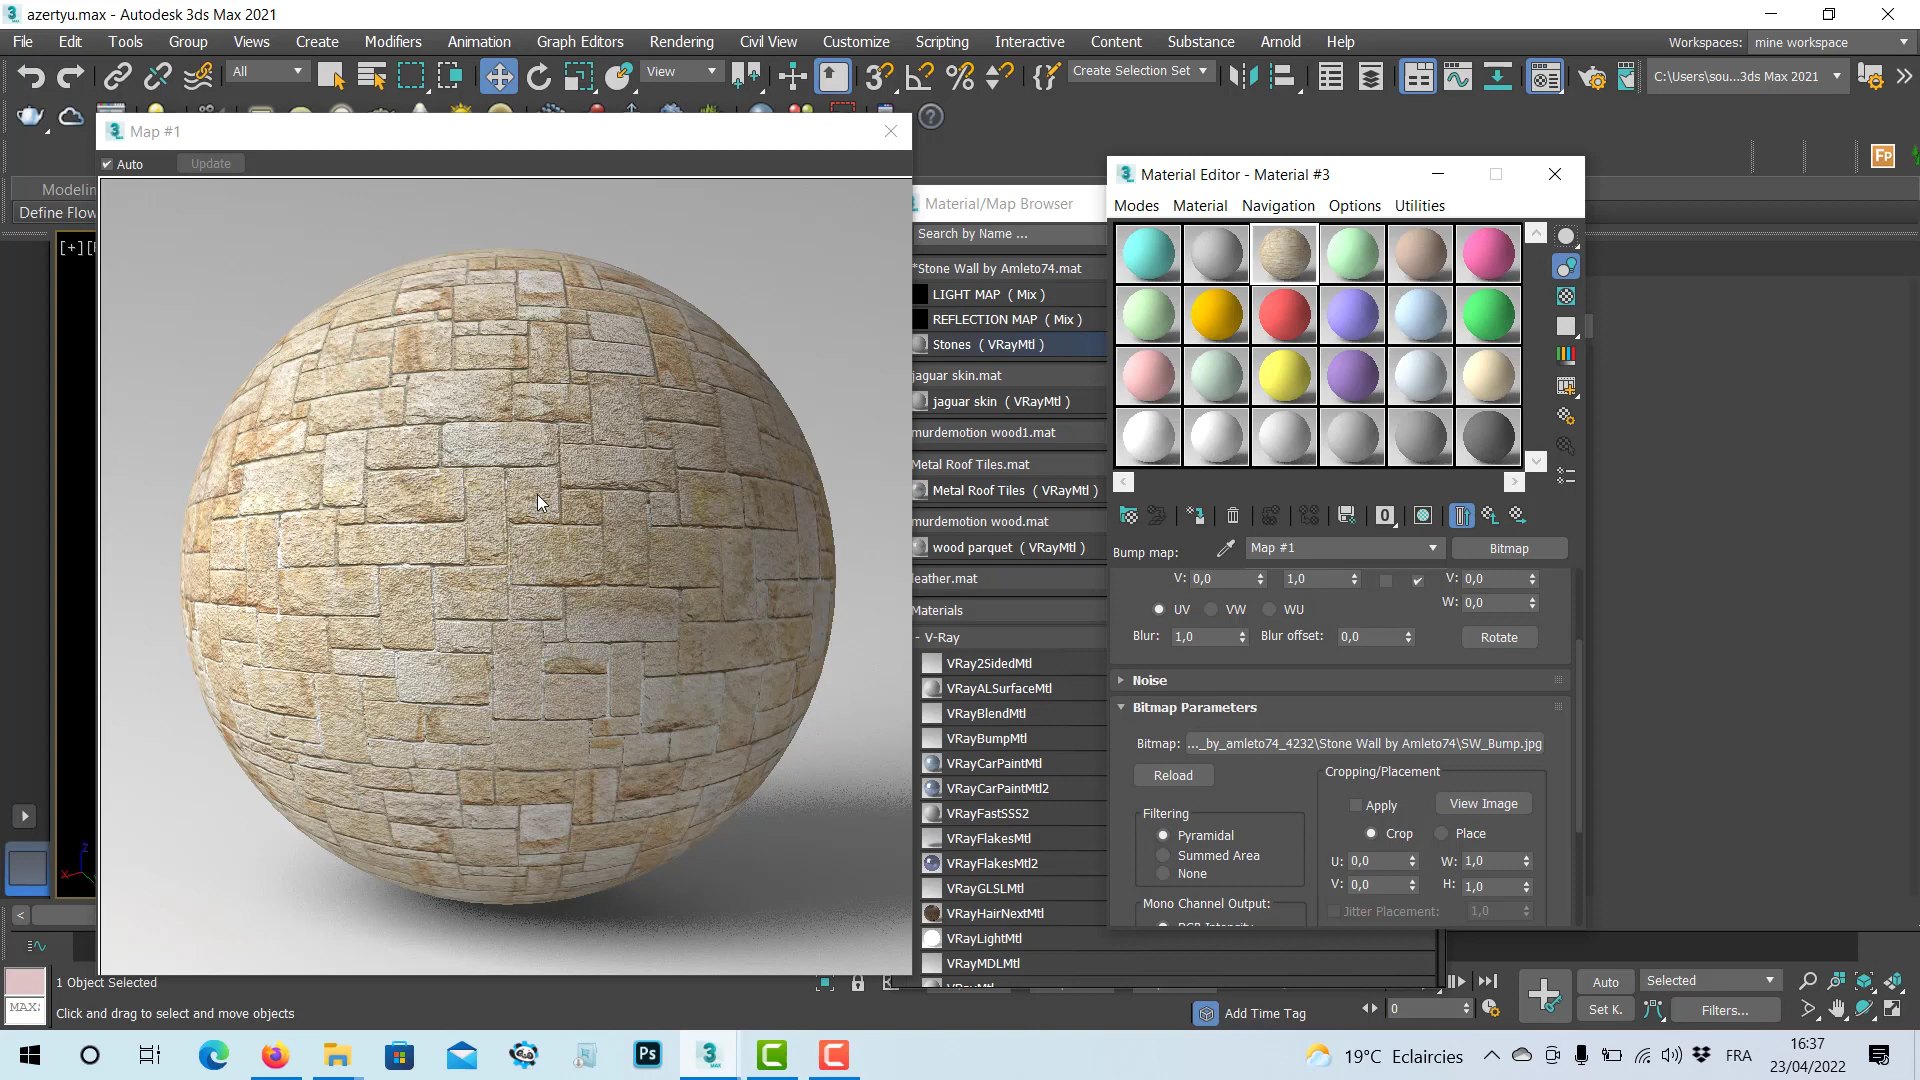 azertyu.max - Autodesk 3ds Max 2021
File Edit Tools Group Views Create Modifiers Animation Graph Editors Rendering Civil View Customize Scripting Interactive Content Substance Arnold Help Workspaces: mine workspace
All View Create Selection Set C:\Users\sou...3ds Max 2021
Map #1
Auto Update
Modelin
Define Flow
[+]
Material/Map Browser
Search by Name ...
*Stone Wall by Amleto74.mat
LIGHT MAP ( Mix )
REFLECTION MAP ( Mix )
Stones ( VRayMtl )
jaguar skin.mat
jaguar skin ( VRayMtl )
murdemotion wood1.mat
Metal Roof Tiles.mat
Metal Roof Tiles ( VRayMtl )
murdemotion wood.mat
wood parquet ( VRayMtl )
leather.mat
Materials
- V-Ray
VRay2SidedMtl
VRayALSurfaceMtl
VRayBlendMtl
VRayBumpMtl
VRayCarPaintMtl
VRayCarPaintMtl2
VRayFastSSS2
VRayFlakesMtl
VRayFlakesMtl2
VRayGLSLMtl
VRayHairNextMtl
VRayLightMtl
VRayMDLMtl
Material Editor - Material #3
Modes Material Navigation Options Utilities
Bump map: Map #1 Bitmap
V: 0,0 1,0 V: 0,0
UV VW WU W: 0,0
Blur: 1,0 Blur offset: 0,0 Rotate
Noise
Bitmap Parameters
Bitmap: ..._by_amleto74_4232\Stone Wall by Amleto74\SW_Bump.jpg
Reload Cropping/Placement
Apply View Image
Filtering
Pyramidal Crop Place
Summed Area U: 0,0 W: 1,0
None V: 0,0 H: 1,0
Mono Channel Output: Jitter Placement: 1,0
RGB Intensity
1 Object Selected
Click and drag to select and move objects
MAX:
Add Time Tag
0
Auto Selected
Set K. Filters...
Ps
3
MAX
19°C Eclaircies FRA 16:37
23/04/2022